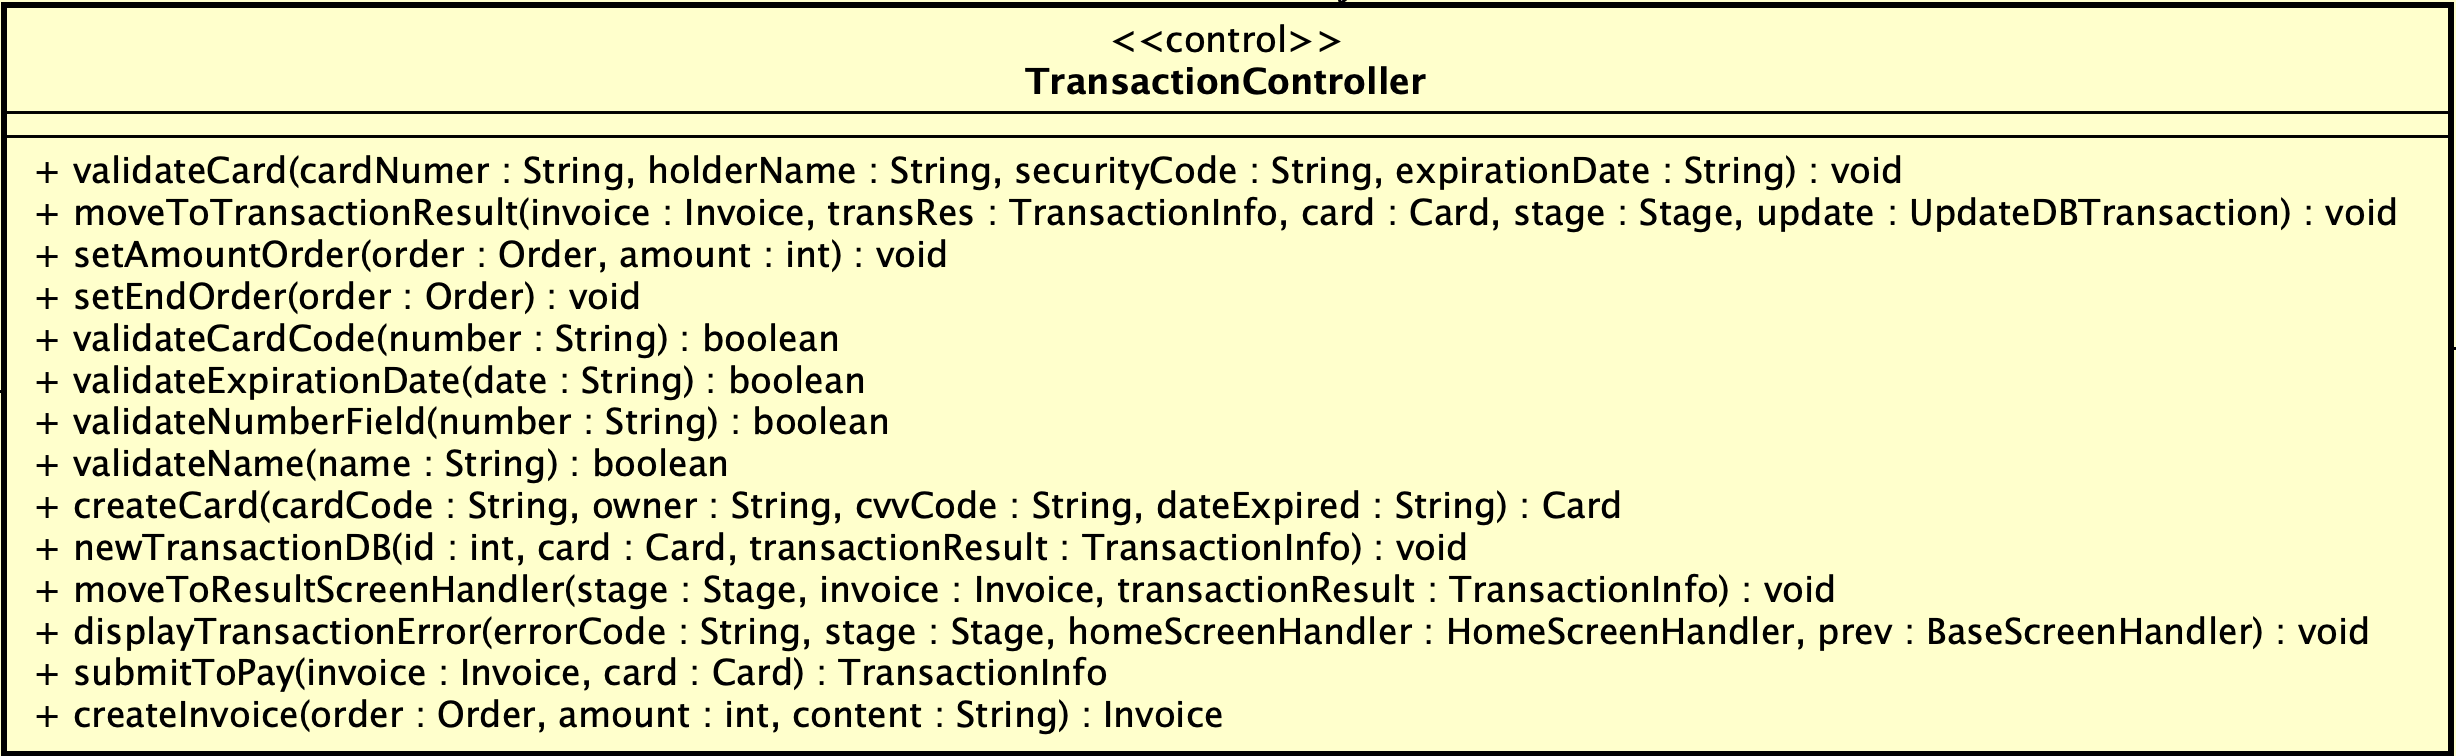 <<control>>
TransactionController
+ validateCard(cardNumer : String, holderName : String, securityCode : String, expirationDate : String) : void
+ moveToTransactionResult(invoice : Invoice, transRes : TransactionInfo, card : Card, stage : Stage, update : UpdateDBTransaction) : void
+ setAmountOrder(order : Order, amount : int) : void
+ setEndOrder(order : Order) : void
+ validateCardCode(number : String) : boolean
+ validateExpirationDate(date : String) : boolean
+ validateNumberField(number : String) : boolean
+ validateName(name : String) : boolean
+ createCard(cardCode : String, owner : String, cvvCode : String, dateExpired : String) : Card
+ newTransactionDB(id : int, card : Card, transactionResult : TransactionInfo) : void
+ moveToResultScreenHandler(stage : Stage, invoice : Invoice, transactionResult : TransactionInfo) : void
+ displayTransactionError(errorCode : String, stage : Stage, homeScreenHandler : HomeScreenHandler, prev : BaseScreenHandler) : void
+ submitToPay(invoice : Invoice, card : Card) : TransactionInfo
+ createInvoice(order : Order, amount : int, content : String) : Invoice